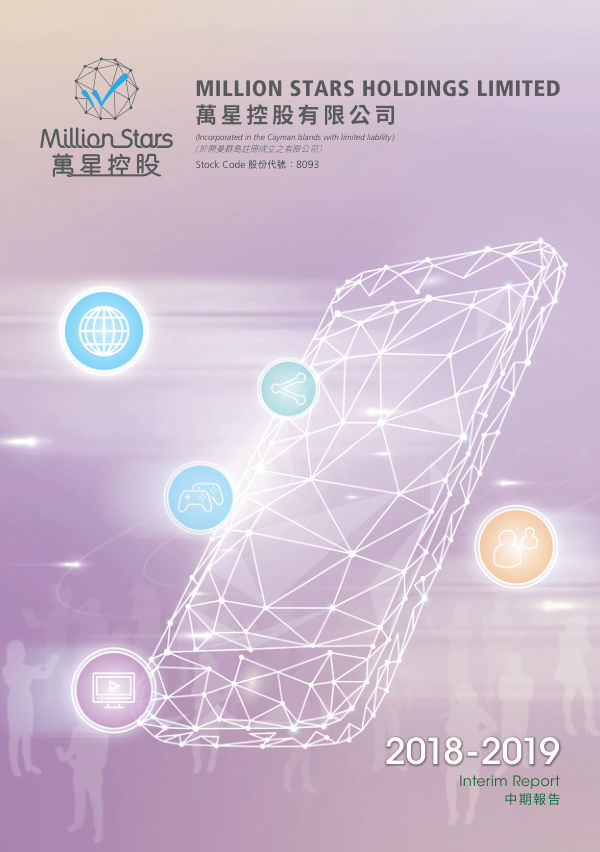 Million Stars
萬星控股
MILLION STARS HOLDINGS LIMITED
萬星控股有限公司
(Incorporated in the Cayman Islands with limited liability)
(於開曼群島註冊成立之有限公司)
Stock Code 股份代號：8093
2018-2019
Interim Report
中期報告